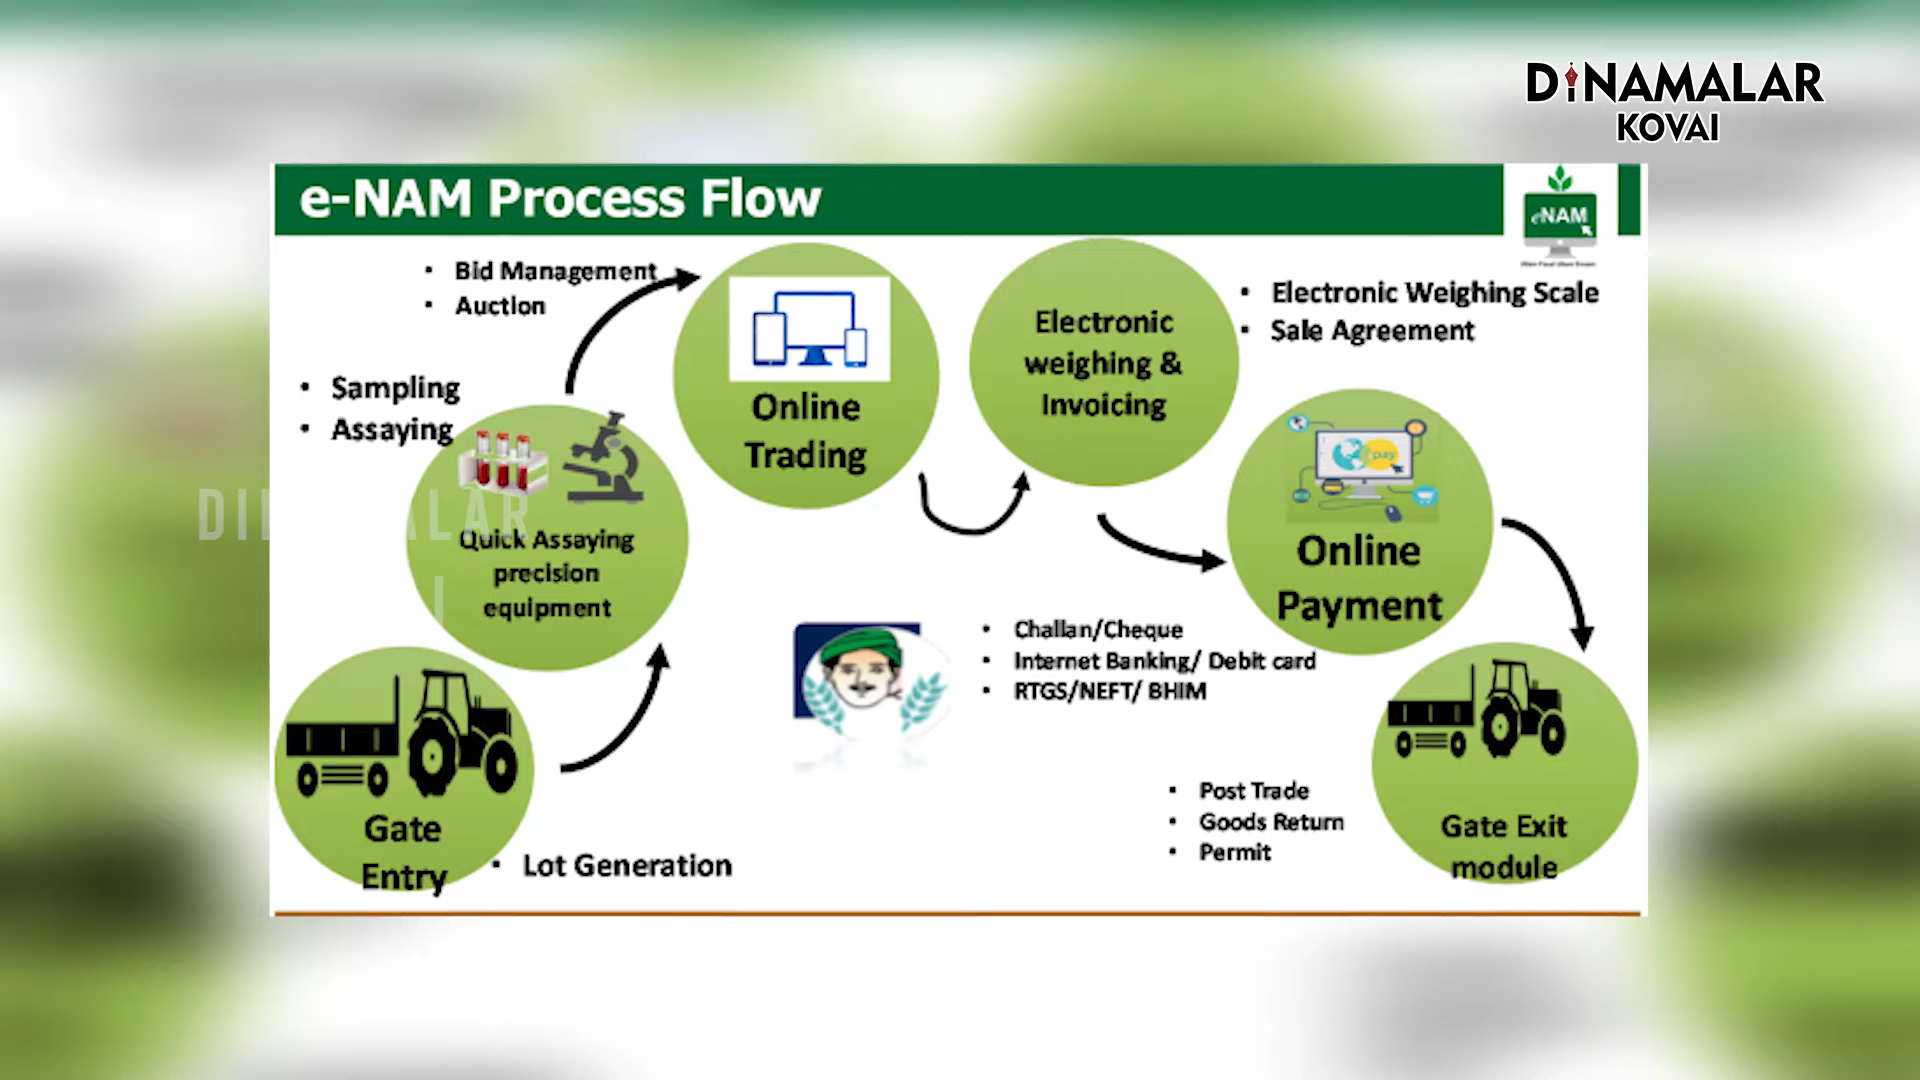 DINAMALAR
KOVAI
e-NAM Process Flow
eNAM
• Bid Management
• Auction
• Sampling
• Assaying
Quick Assaying
precision
equipment
Gate
Entry
• Lot Generation
Online
Trading
Electronic
weighing &
Invoicing
• Electronic Weighing Scale
• Sale Agreement
pay
Online
Payment
• Challan/Cheque
• Internet Banking/ Debit card
• RTGS/NEFT/ BHIM
• Post Trade
• Goods Return
• Permit
Gate Exit
module